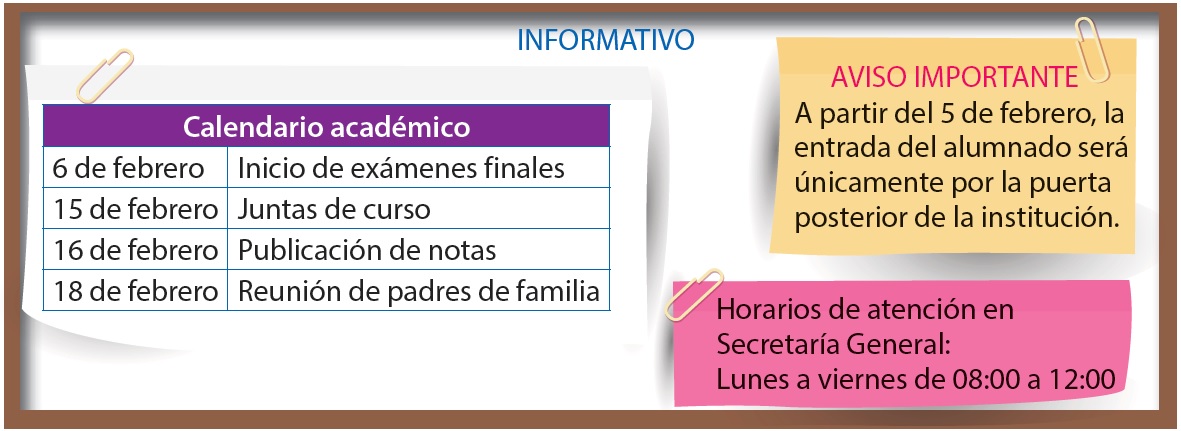 INFORMATIVO
Calendario académico
6 de febrero Inicio de exámenes finales
15 de febrero Juntas de curso
16 de febrero Publicación de notas
18 de febrero Reunión de padres de familia
AVISO IMPORTANTE
A partir del 5 de febrero, la
entrada del alumnado será
únicamente por la puerta
posterior de la institución.
Horarios de atención en
Secretaría General:
Lunes a viernes de 08:00 a 12:00